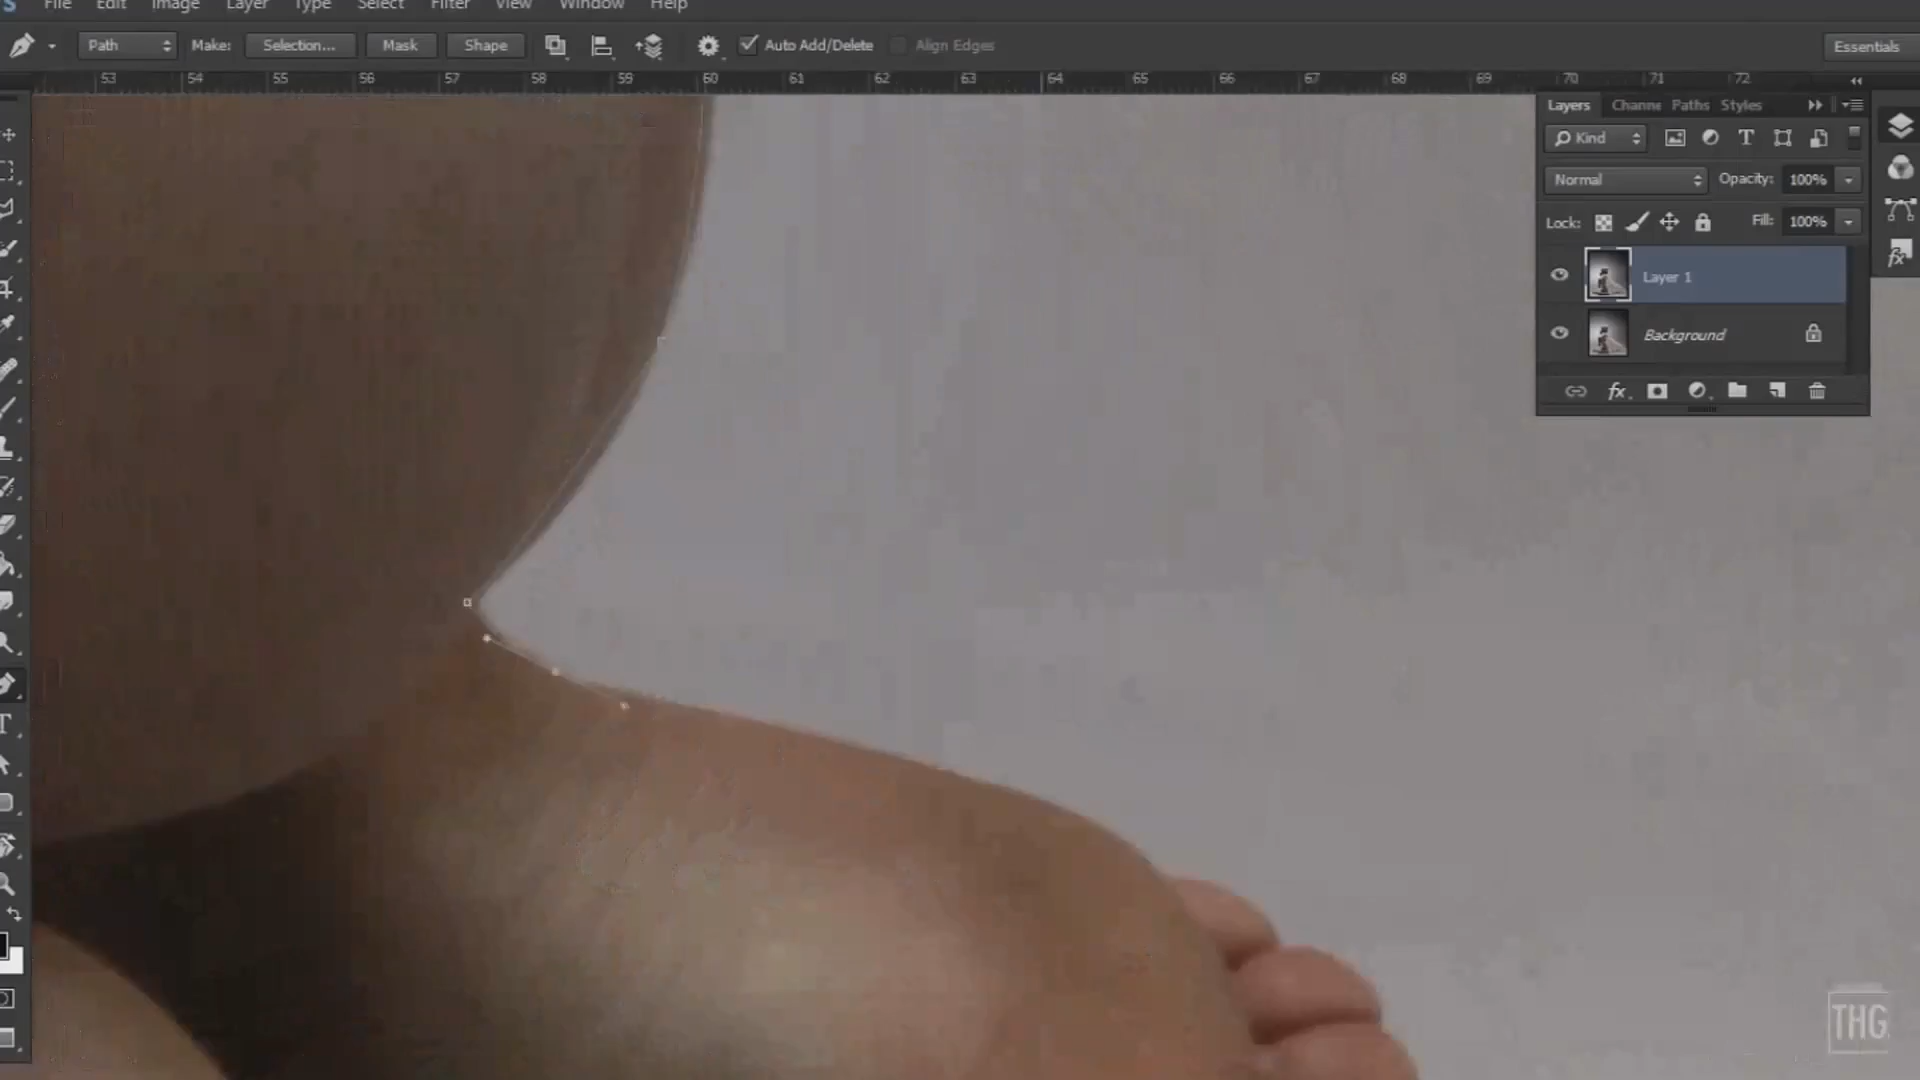 File Edit Image Layer Type Select Filter View Window Help
Path Make: Selection... Mask Shape Auto Add/Delete Align Edges Essentials
53 54 55 56 57 58 59 60 61 62 63 64 65 66 67 68 69 70 71 72
Layers Channe Paths Styles
Kind
Normal Opacity: 100%
Lock: Fill: 100%
Layer 1
Background
fx
fx
T
THG